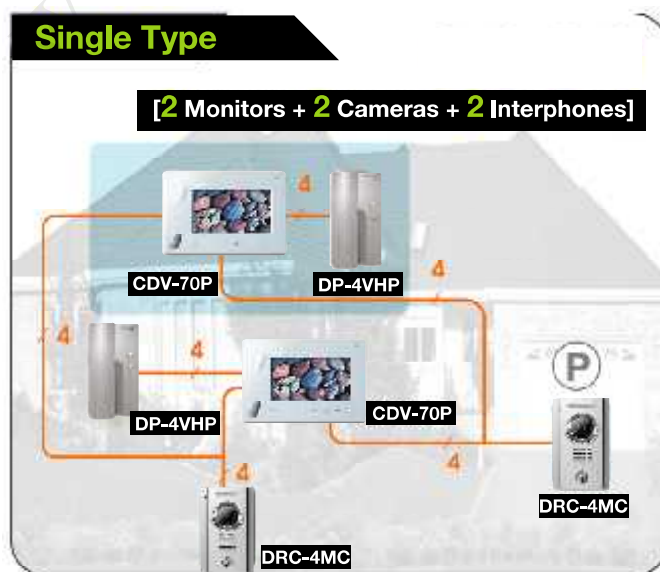 Single Type
[2 Monitors + 2 Cameras + 2 Interphones]
4
CDV-70P
DP-4VHP
4
4
4
P
DP-4VHP
CDV-70P
4
4
DRC-4MC
DRC-4MC